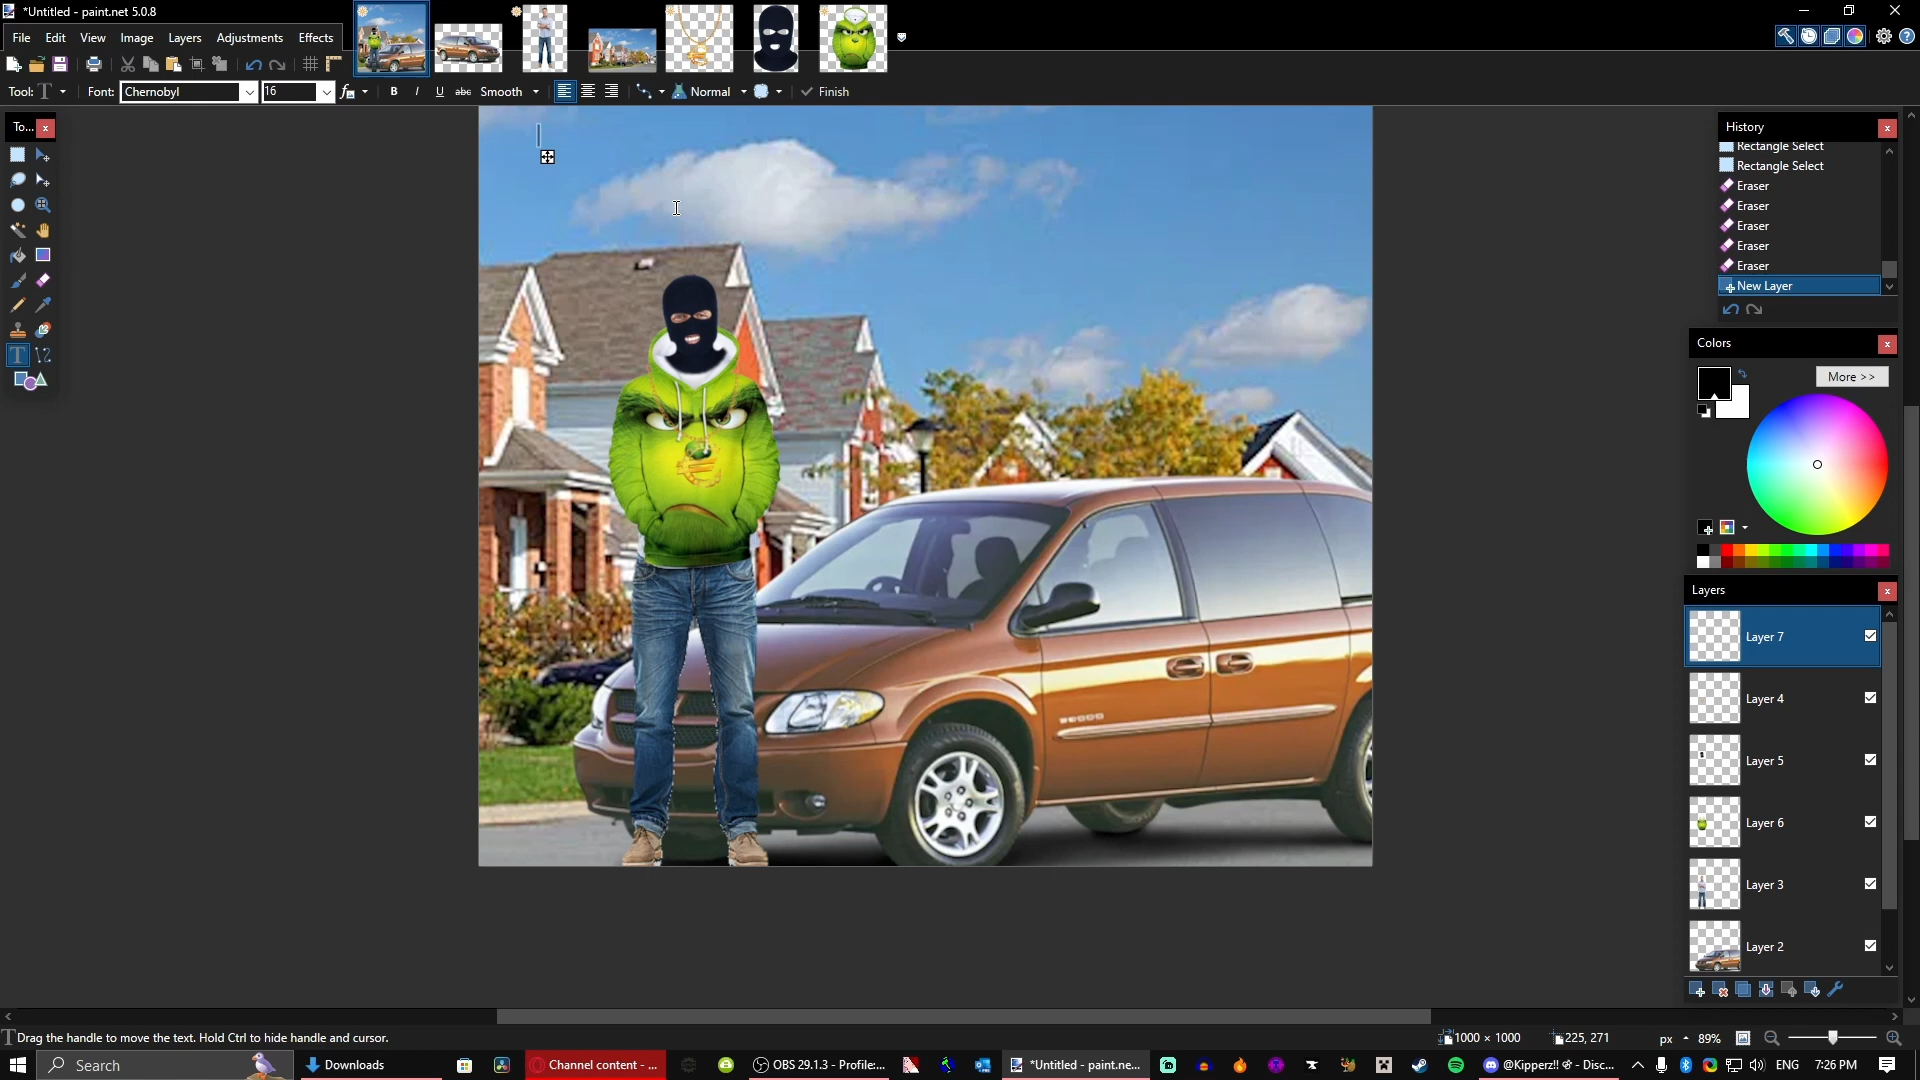 *Untitled - paint.net 5.0.8
File Edit View Image Layers Adjustments Effects
Tool: Font: Chernobyl 16 B I U abc Smooth Normal Finish
To...
History
Rectangle Select
Rectangle Select
Eraser
Eraser
Eraser
Eraser
Eraser
New Layer
Colors
More >>
Layers
Layer 7
Layer 4
Layer 5
Layer 6
Layer 3
Layer 2
Drag the handle to move the text. Hold Ctrl to hide handle and cursor.
1000 × 1000 225, 271 px 89%
Search Downloads Channel content - ... OBS 29.1.3 - Profile:... *Untitled - paint.ne... @Kipperz!! - Disc... ENG 7:26 PM